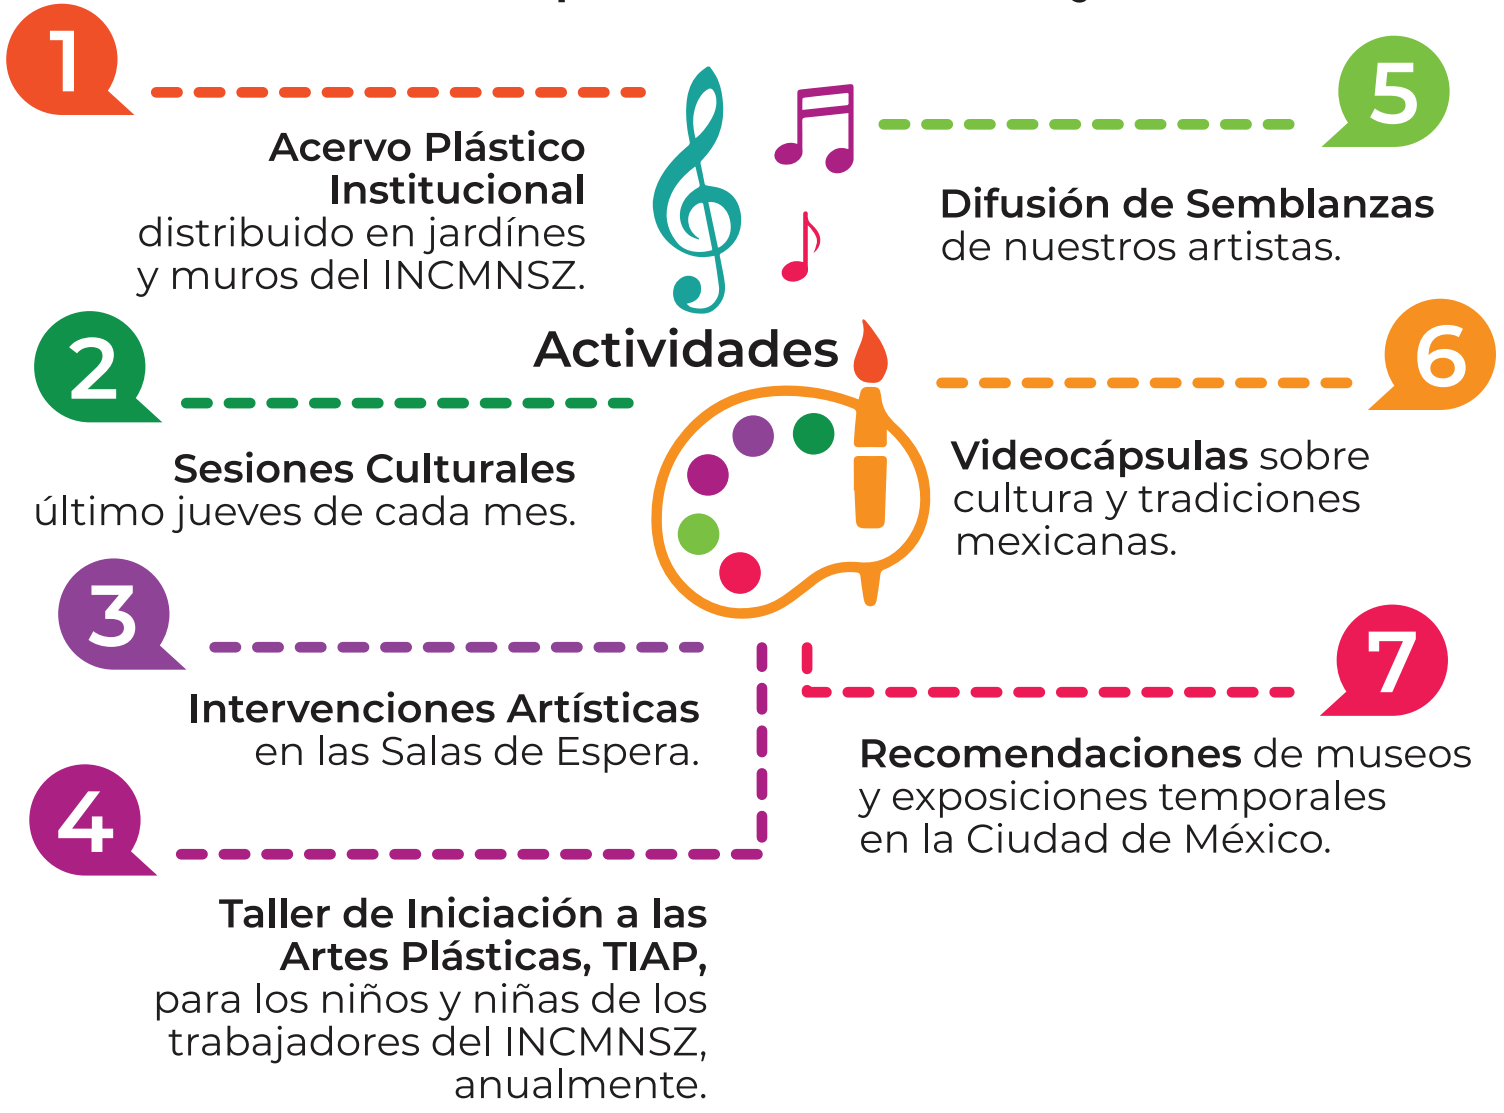 1
Acervo Plástico
Institucional
distribuido en jardínes
y muros del INCMNSZ.
2
Sesiones Culturales
último jueves de cada mes.
3
Intervenciones Artísticas
en las Salas de Espera.
4
Taller de Iniciación a las
Artes Plásticas, TIAP,
para los niños y niñas de los
trabajadores del INCMNSZ,
anualmente.
Actividades
5
Difusión de Semblanzas
de nuestros artistas.
6
Videocápsulas sobre
cultura y tradiciones
mexicanas.
7
Recomendaciones de museos
y exposiciones temporales
en la Ciudad de México.